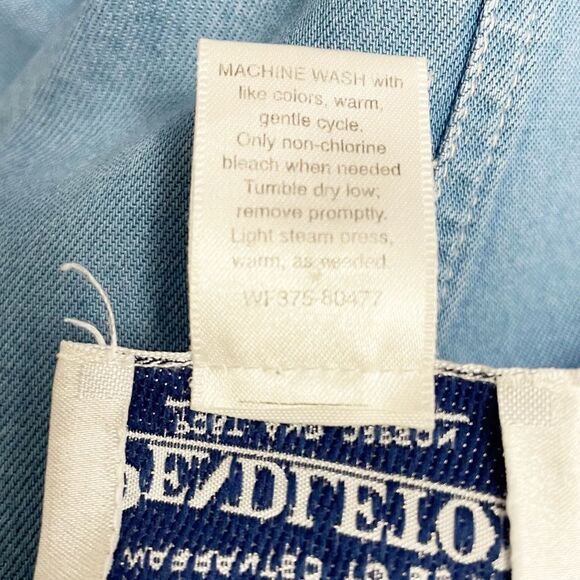 MACHINE WASH with
like colors, warm,
gentle cycle.
Only non-chlorine
bleach when needed
Tumble dry low;
remove promptly.
Light steam press,
warm, as needed.
WF375-80477